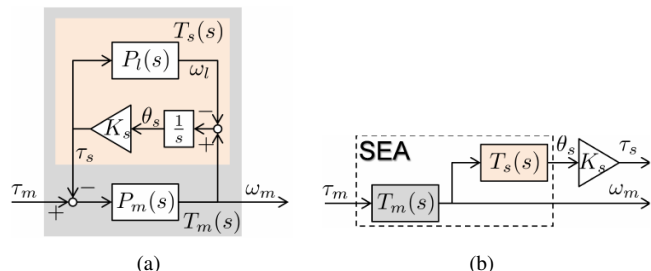 T_s(s)
P_l(s)
ω_l
θ_s
−
K_s
1/s
+
τ_s
τ_m
−
+
P_m(s)
ω_m
T_m(s)
(a)
SEA
θ_s
τ_s
T_s(s)
K_s
τ_m
T_m(s)
ω_m
(b)